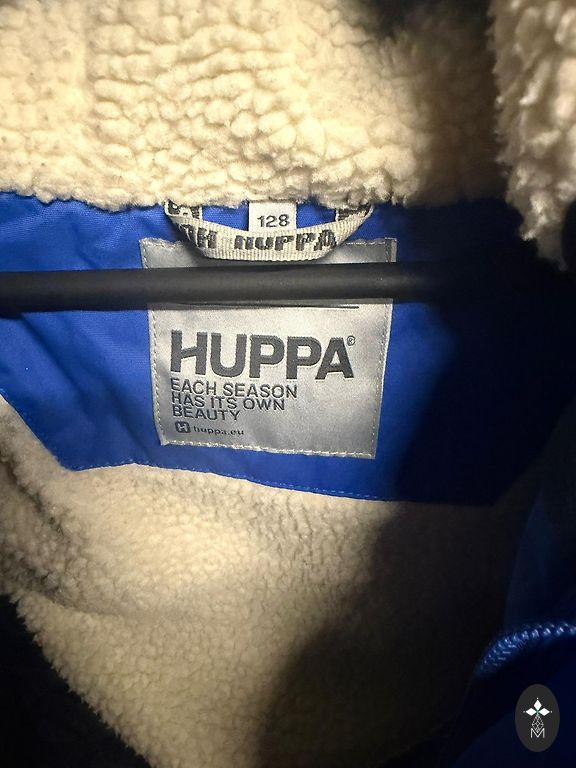 128
HUPPA
HUPPA®
EACH SEASON
HAS ITS OWN
BEAUTY
H huppa.eu
M